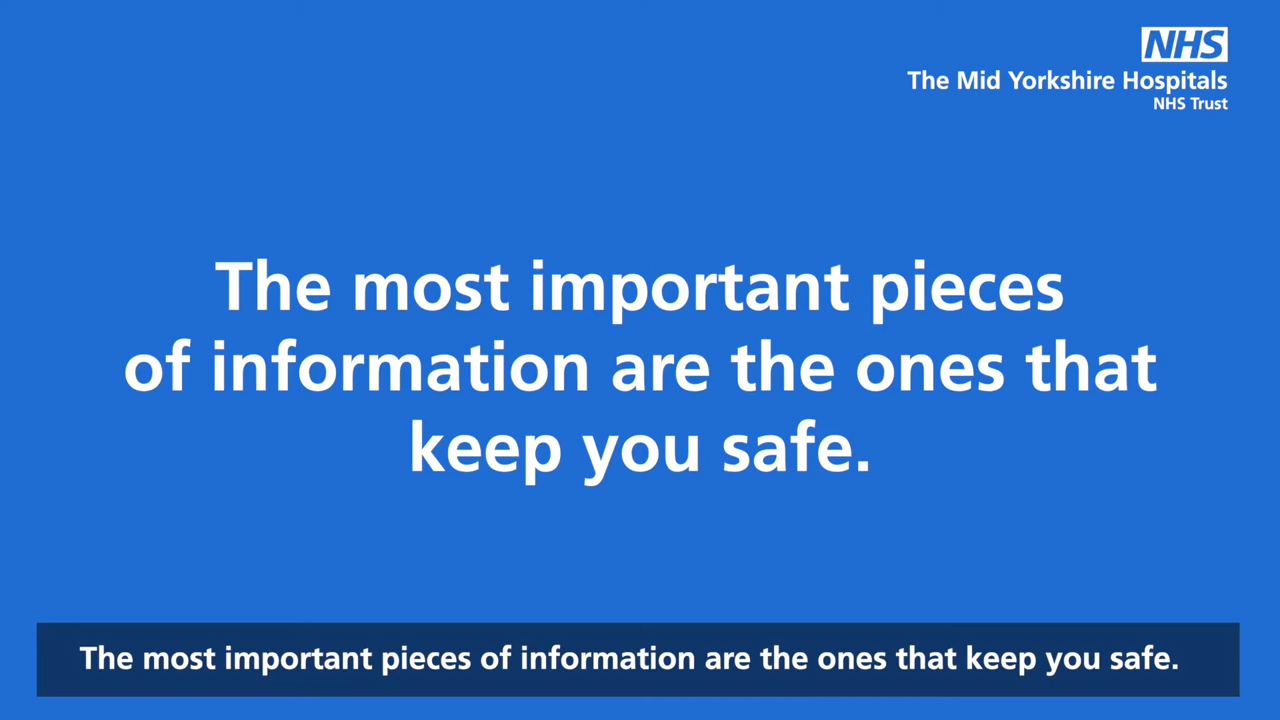 NHS
The Mid Yorkshire Hospitals
NHS Trust
The most important pieces
of information are the ones that
keep you safe.
The most important pieces of information are the ones that keep you safe.